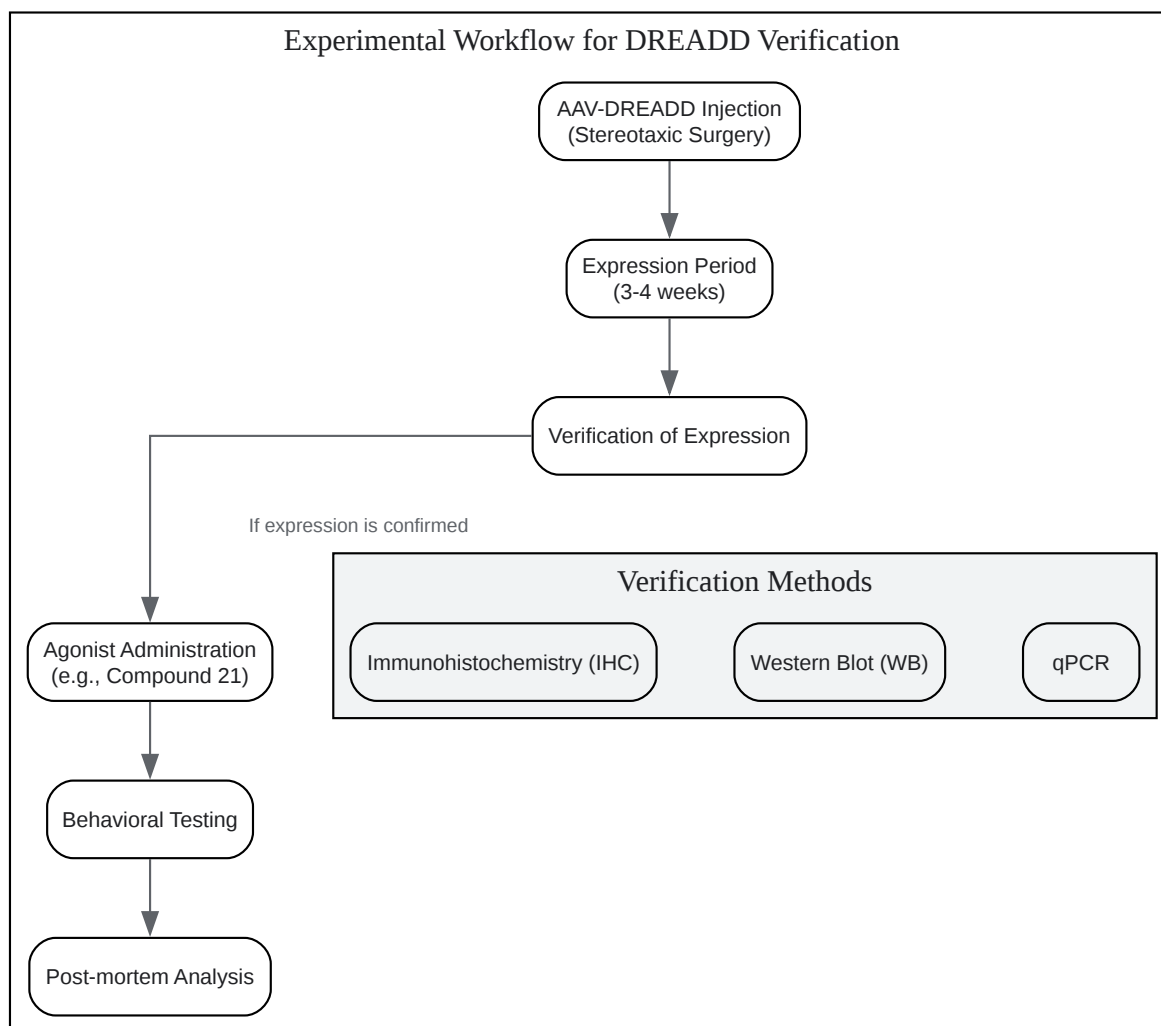 Experimental Workflow for DREADD Verification
AAV-DREADD Injection
(Stereotaxic Surgery)
Expression Period
(3-4 weeks)
Verification of Expression
If expression is confirmed
Verification Methods
Agonist Administration
(e.g., Compound 21)
Immunohistochemistry (IHC)
Western Blot (WB)
qPCR
Behavioral Testing
Post-mortem Analysis